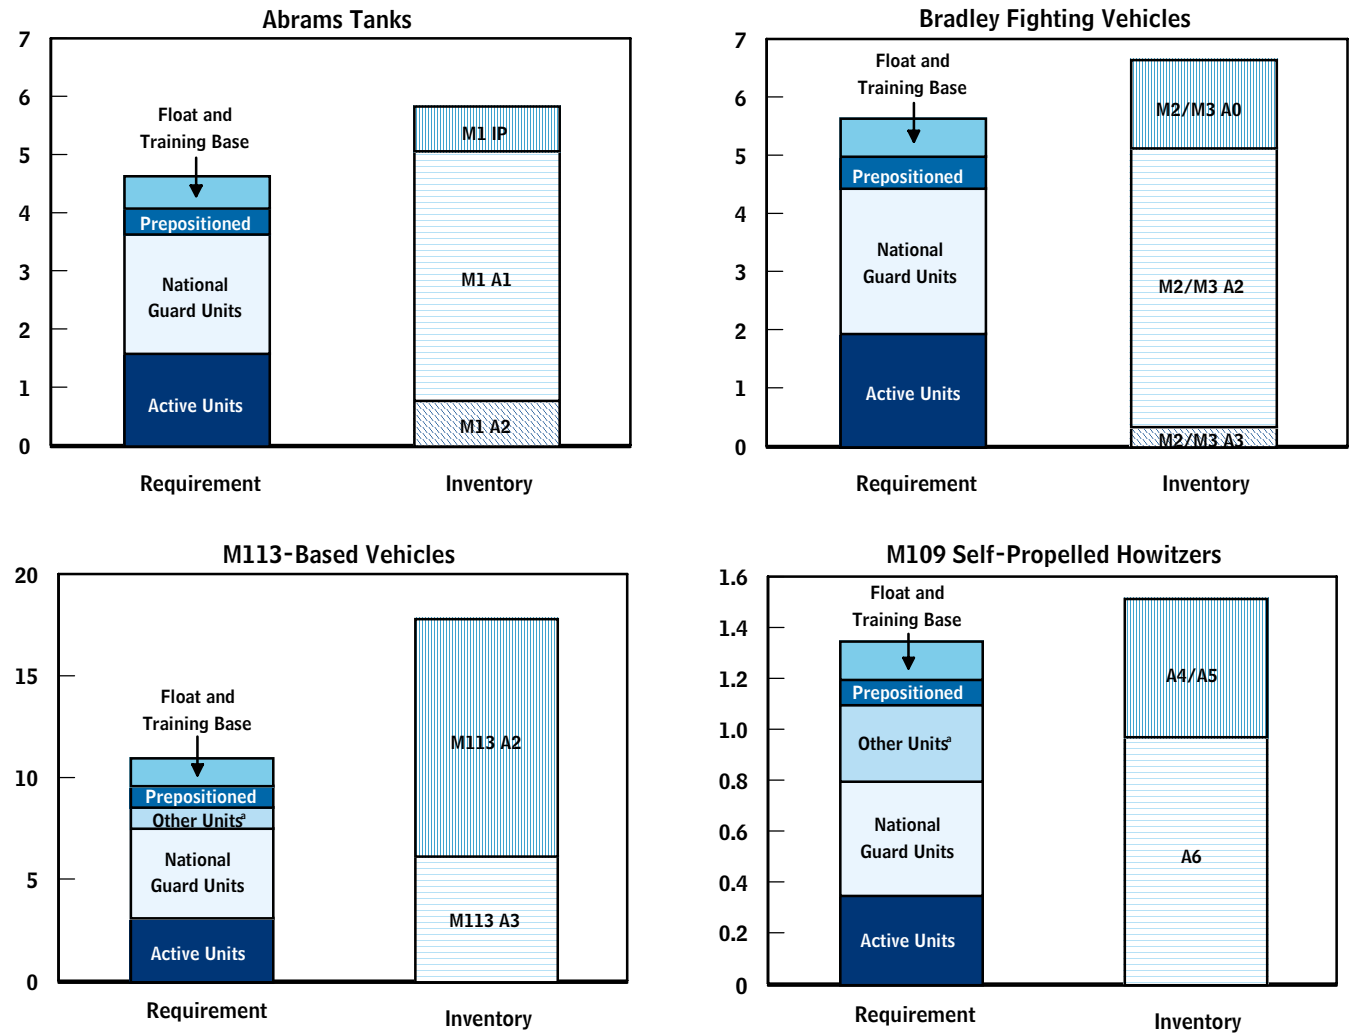 Abrams Tanks
7
6
5
4
3
2
1
0
Float and
Training Base
Prepositioned
National
Guard Units
Active Units
M1 IP
M1 A1
M1 A2
Requirement
Inventory
Bradley Fighting Vehicles
7
6
5
4
3
2
1
0
Float and
Training Base
Prepositioned
National
Guard Units
Active Units
M2/M3 A0
M2/M3 A2
M2/M3 A3
Requirement
Inventory
M113-Based Vehicles
20
15
10
5
0
Float and
Training Base
Prepositioned
Other Unitsª
National
Guard Units
Active Units
M113 A2
M113 A3
Requirement
Inventory
M109 Self-Propelled Howitzers
1.6
1.4
1.2
1.0
0.8
0.6
0.4
0.2
0
Float and
Training Base
Prepositioned
Other Unitsª
National
Guard Units
Active Units
A4/A5
A6
Requirement
Inventory